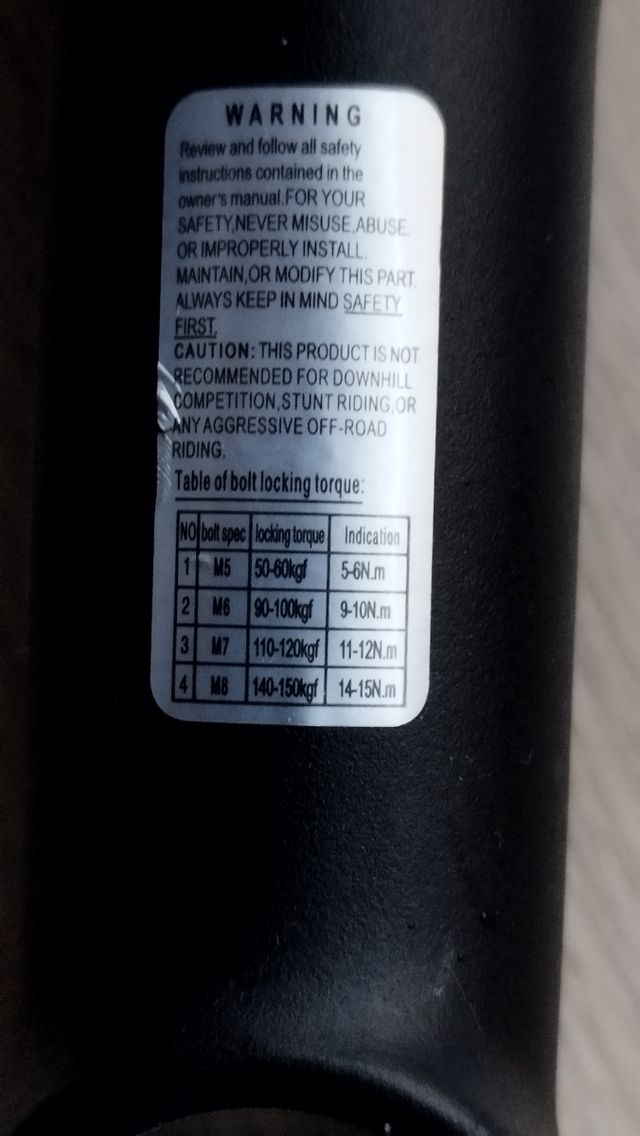 WARNING
Review and follow all safety
instructions contained in the
owner's manual.FOR YOUR
SAFETY,NEVER MISUSE,ABUSE.
OR IMPROPERLY INSTALL.
MAINTAIN,OR MODIFY THIS PART.
ALWAYS KEEP IN MIND SAFETY
FIRST.
CAUTION: THIS PRODUCT IS NOT
RECOMMENDED FOR DOWNHILL
COMPETITION,STUNT RIDING,OR
ANY AGGRESSIVE OFF-ROAD
RIDING.
Table of bolt locking torque:
NO bolt spec locking torque Indication
1 M5 50-60kgf 5-6N.m
2 M6 90-100kgf 9-10N.m
3 M7 110-120kgf 11-12N.m
4 M8 140-150kgf 14-15N.m